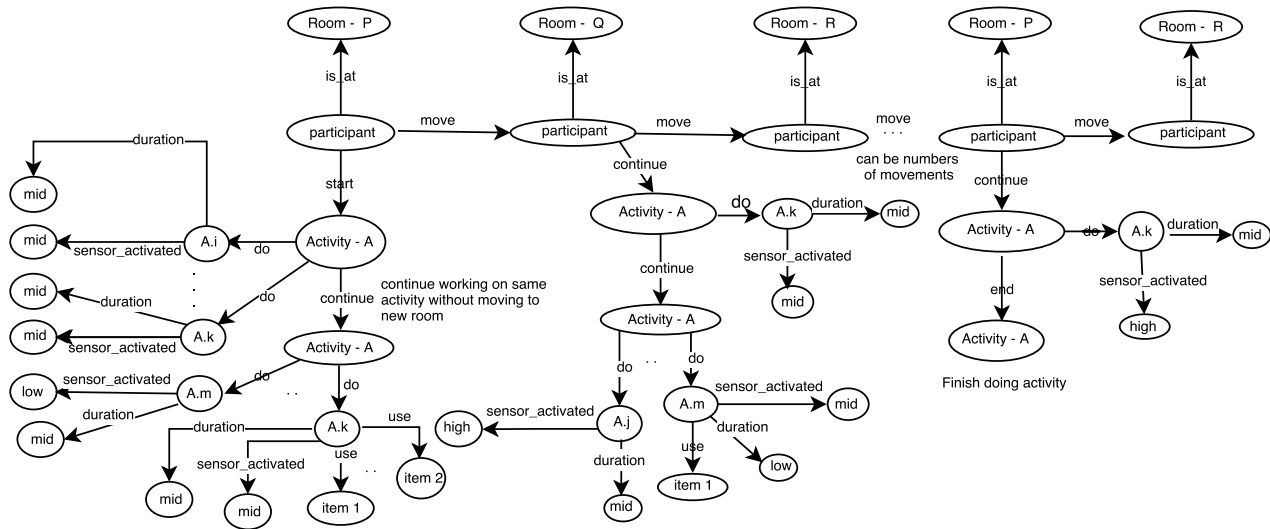 Room - P
Room - Q
Room - R
Room - P
Room - R
is_at
is_at
is_at
is_at
is_at
participant
move
participant
move
participant
move
. . .
can be numbers
of movements
participant
move
participant
duration
mid
start
continue
continue
mid
sensor_activated
A.i
do
Activity - A
Activity - A
do
A.k
duration
mid
Activity - A
do
A.k
duration
mid
sensor_activated
mid
sensor_activated
high
mid
duration
do
continue
continue working on same
activity without moving to
new room
continue
end
mid
sensor_activated
A.k
Activity - A
Activity - A
Activity - A
Finish doing activity
low
sensor_activated
A.m
do
. .
do
do
. .
do
duration
mid
duration
A.k
use
item 2
sensor_activated
use
. .
mid
mid
item 1
high
sensor_activated
A.j
duration
mid
A.m
sensor_activated
mid
duration
low
use
item 1